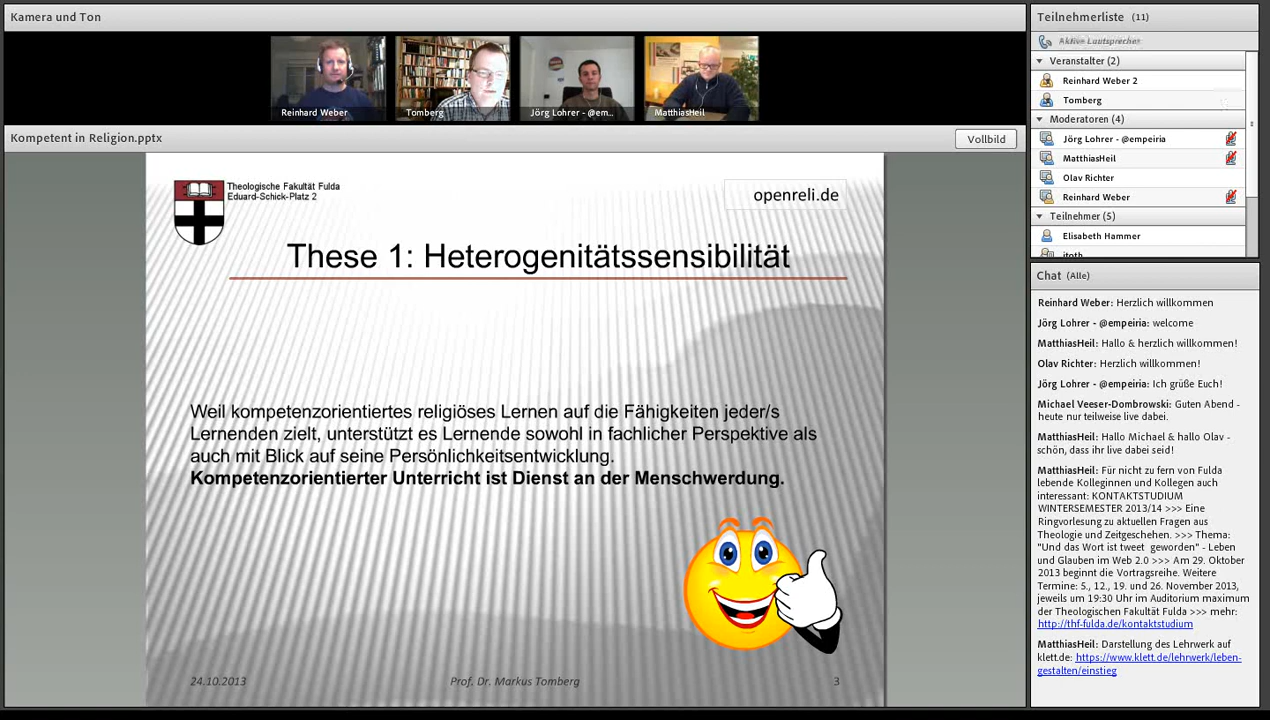 Kamera und Ton
Reinhard Weber
Tomberg
Jörg Lohrer - @em...
MatthiasHeil
Kompetent in Religion.pptx
Vollbild
Theologische Fakultät Fulda
Eduard-Schick-Platz 2
openreli.de
These 1: Heterogenitätssensibilität
Weil kompetenzorientiertes religiöses Lernen auf die Fähigkeiten jeder/s
Lernenden zielt, unterstützt es Lernende sowohl in fachlicher Perspektive als
auch mit Blick auf seine Persönlichkeitsentwicklung.
Kompetenzorientierter Unterricht ist Dienst an der Menschwerdung.
24.10.2013
Prof. Dr. Markus Tomberg
3
Teilnehmerliste (11)
Aktive Lautsprecher
Veranstalter (2)
Reinhard Weber 2
Tomberg
Moderatoren (4)
Jörg Lohrer - @empeiria
MatthiasHeil
Olav Richter
Reinhard Weber
Teilnehmer (5)
Elisabeth Hammer
Chat (Alle)
Reinhard Weber: Herzlich willkommen
Jörg Lohrer - @empeiria: welcome
MatthiasHeil: Hallo & herzlich willkommen!
Olav Richter: Herzlich willkommen!
Jörg Lohrer - @empeiria: Ich grüße Euch!
Michael Veeser-Dombrowski: Guten Abend -
heute nur teilweise live dabei.
MatthiasHeil: Hallo Michael & hallo Olav -
schön, dass ihr live dabei seid!
MatthiasHeil: Für nicht zu fern von Fulda
lebende Kolleginnen und Kollegen auch
interessant: KONTAKTSTUDIUM
WINTERSEMESTER 2013/14 >>> Eine
Ringvorlesung zu aktuellen Fragen aus
Theologie und Zeitgeschehen. >>> Thema:
"Und das Wort ist tweet geworden" - Leben
und Glauben im Web 2.0 >>> Am 29. Oktober
2013 beginnt die Vortragsreihe. Weitere
Termine: 5., 12., 19. und 26. November 2013,
jeweils um 19:30 Uhr im Auditorium maximum
der Theologischen Fakultät Fulda >>> mehr:
http://thf-fulda.de/kontaktstudium
MatthiasHeil: Darstellung des Lehrwerk auf
klett.de: https://www.klett.de/lehrwerk/leben-
gestalten/einstieg